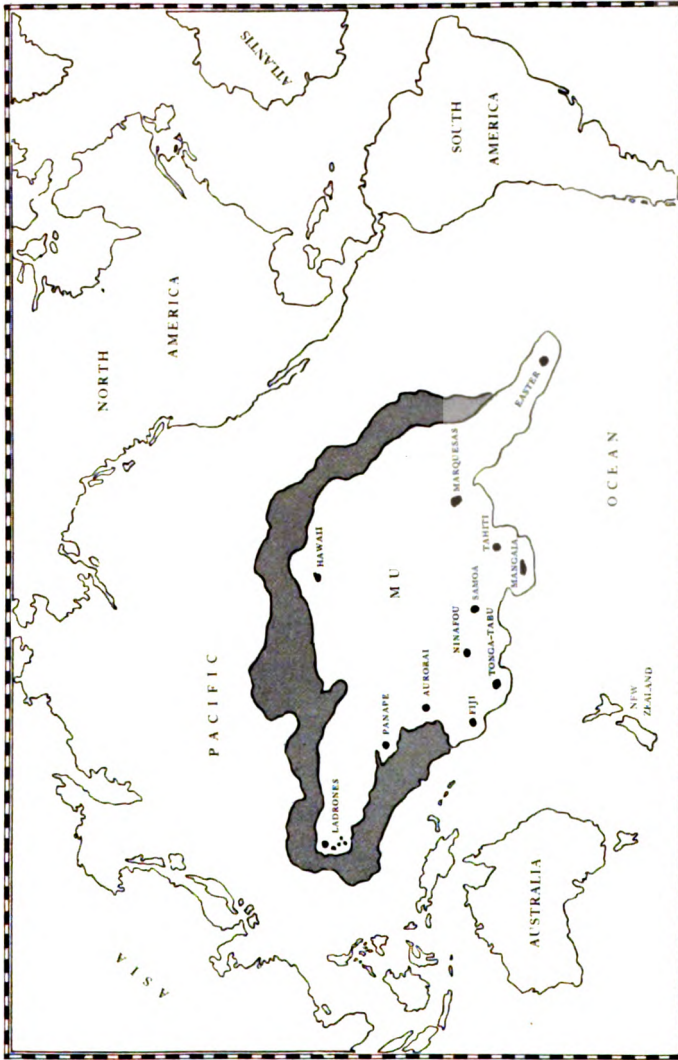 ATLANTIS
NORTH
AMERICA
SOUTH
AMERICA
ASIA
PACIFIC
OCEAN
MU
HAWAII
LADRONES
PANAPE
AURORAI
MARQUESAS
EASTER
TAHITI
MANGAIA
SAMOA
NINAFOU
TONGA-TABU
FIJI
AUSTRALIA
NEW
ZEALAND